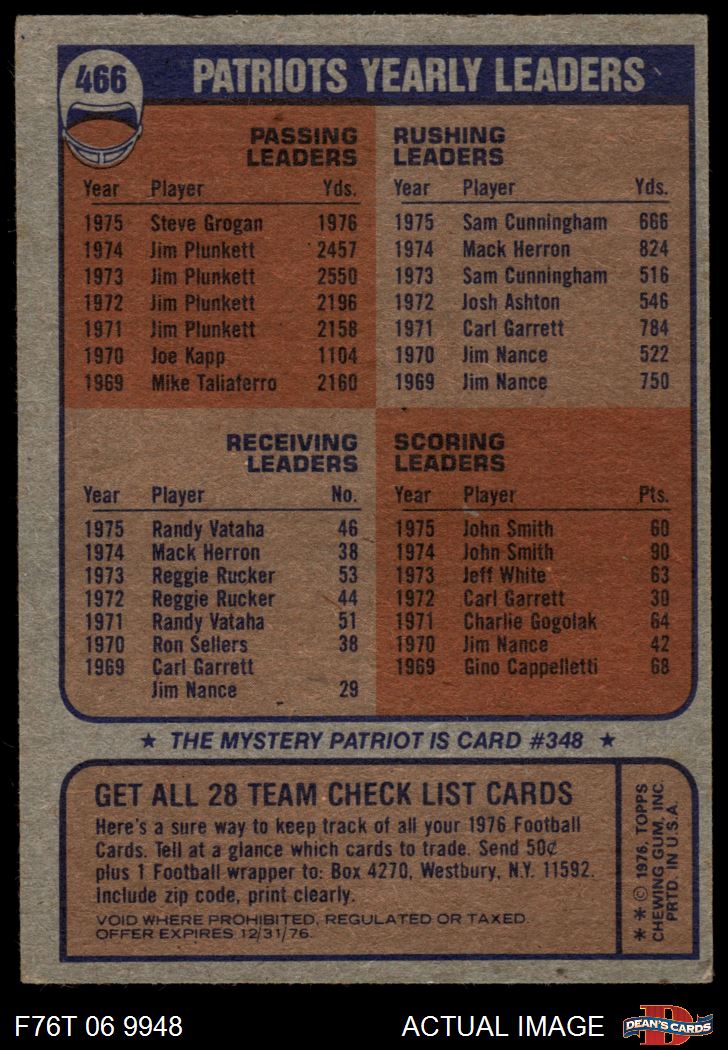 466
PATRIOTS YEARLY LEADERS
PASSING
LEADERS
Year Player Yds.
1975 Steve Grogan 1976
1974 Jim Plunkett 2457
1973 Jim Plunkett 2550
1972 Jim Plunkett 2196
1971 Jim Plunkett 2158
1970 Joe Kapp 1104
1969 Mike Taliaferro 2160
RUSHING
LEADERS
Year Player Yds.
1975 Sam Cunningham 666
1974 Mack Herron 824
1973 Sam Cunningham 516
1972 Josh Ashton 546
1971 Carl Garrett 784
1970 Jim Nance 522
1969 Jim Nance 750
RECEIVING
LEADERS
Year Player No.
1975 Randy Vataha 46
1974 Mack Herron 38
1973 Reggie Rucker 53
1972 Reggie Rucker 44
1971 Randy Vataha 51
1970 Ron Sellers 38
1969 Carl Garrett
Jim Nance 29
SCORING
LEADERS
Year Player Pts.
1975 John Smith 60
1974 John Smith 90
1973 Jeff White 63
1972 Carl Garrett 30
1971 Charlie Gogolak 64
1970 Jim Nance 42
1969 Gino Cappelletti 68
★ THE MYSTERY PATRIOT IS CARD #348 ★
GET ALL 28 TEAM CHECK LIST CARDS
Here's a sure way to keep track of all your 1976 Football
Cards. Tell at a glance which cards to trade. Send 50¢
plus 1 Football wrapper to: Box 4270, Westbury, N.Y. 11592.
Include zip code, print clearly.
VOID WHERE PROHIBITED, REGULATED OR TAXED.
OFFER EXPIRES 12/31/76.
* * © 1976, TOPPS
CHEWING GUM, INC.
PRTD. IN U.S.A.
F76T 06 9948 ACTUAL IMAGE
D
DEAN'S CARDS